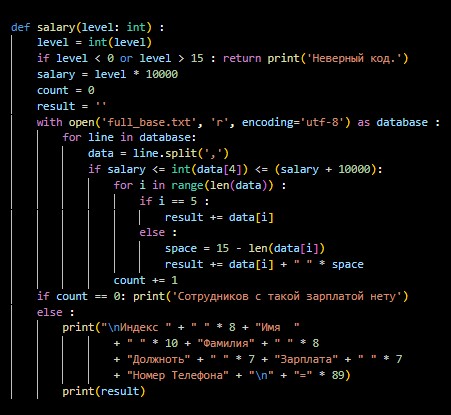 def salary(level: int) :
    level = int(level)
    if level < 0 or level > 15 : return print('Неверный код.')
    salary = level * 10000
    count = 0
    result = ''
    with open('full_base.txt', 'r', encoding='utf-8') as database :
        for line in database:
            data = line.split(',')
            if salary <= int(data[4]) <= (salary + 10000):
                for i in range(len(data)) :
                    if i == 5 :
                        result += data[i]
                    else :
                        space = 15 - len(data[i])
                        result += data[i] + " " * space
                count += 1
    if count == 0: print('Сотрудников с такой зарплатой нету')
    else :
        print("\nИндекс " + " " * 8 + "Имя  "
                + " " * 10 + "Фамилия" + " " * 8
                + "Должноть" + " " * 7 + "Зарплата" + " " * 7
                + "Номер Телефона" + "\n" + "=" * 89)
        print(result)